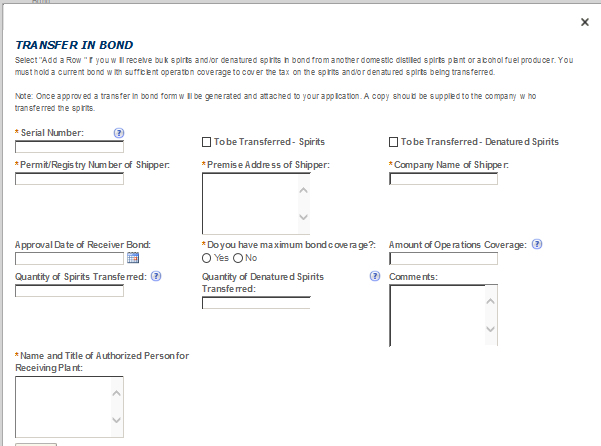 TRANSFER IN BOND
Select "Add a Row" if you will receive bulk spirits and/or denatured spirits in bond from another domestic distilled spirits plant or alcohol fuel producer. You
must hold a current bond with sufficient operation coverage to cover the tax on the spirits and/or denatured spirits being transferred.
Note: Once approved a transfer in bond form will be generated and attached to your application. A copy should be supplied to the company who
transferred the spirits.
* Serial Number: ?
To be Transferred - Spirits
To be Transferred - Denatured Spirits
* Permit/Registry Number of Shipper:
* Premise Address of Shipper:
* Company Name of Shipper:
Approval Date of Receiver Bond:
* Do you have maximum bond coverage?:
Yes No
Amount of Operations Coverage: ?
Quantity of Spirits Transferred: ?
Quantity of Denatured Spirits ?
Transferred:
Comments:
* Name and Title of Authorized Person for
Receiving Plant: